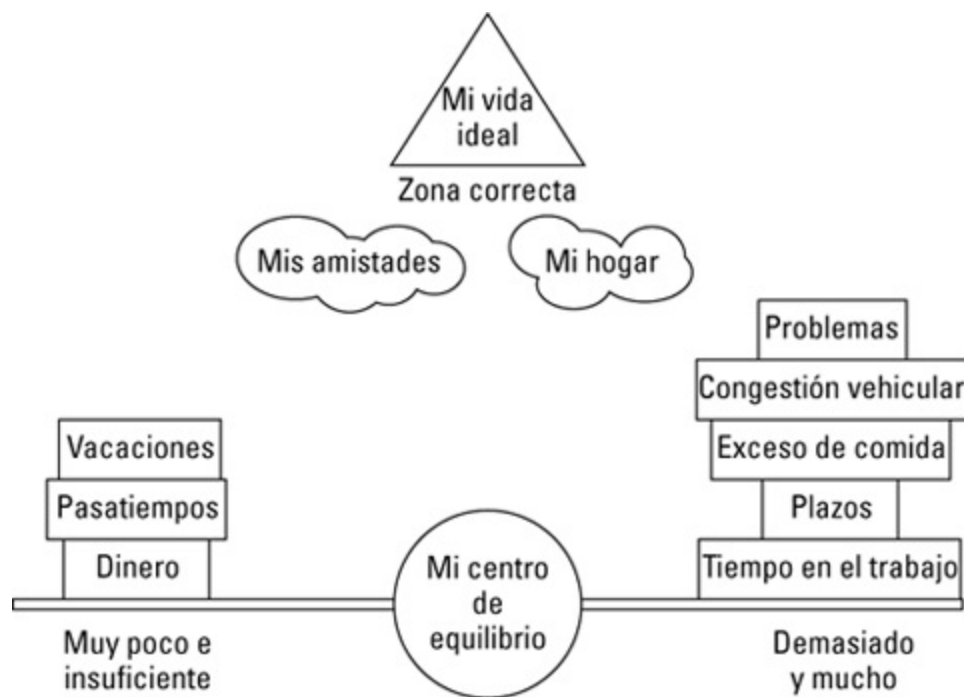 Mi vida
ideal
Zona correcta
Mis amistades
Mi hogar
Problemas
Congestión vehicular
Exceso de comida
Plazos
Tiempo en el trabajo
Vacaciones
Pasatiempos
Dinero
Mi centro
de
equilibrio
Muy poco e
insuficiente
Demasiado
y mucho